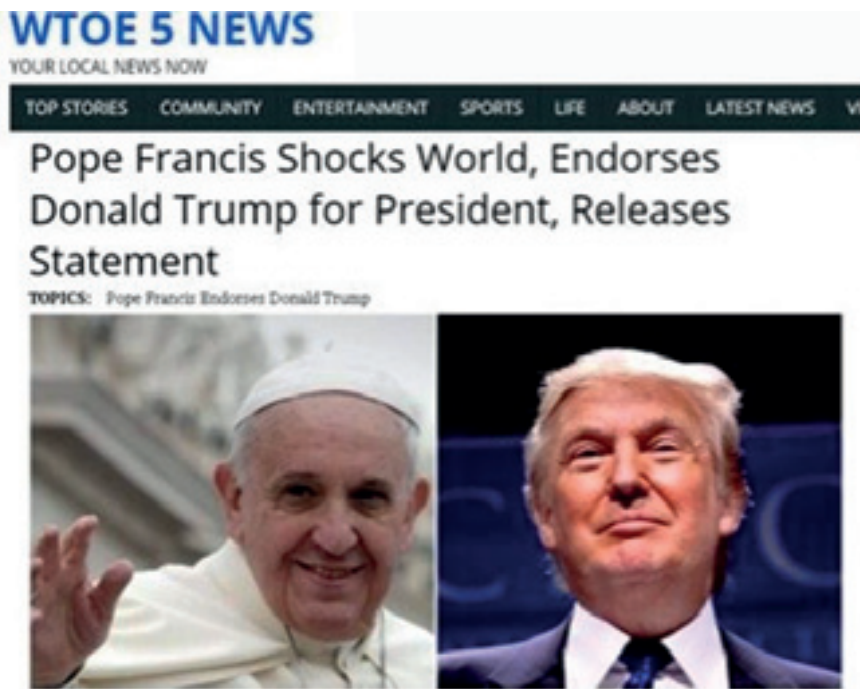 WTOE 5 NEWS
YOUR LOCAL NEWS NOW
TOP STORIES COMMUNITY ENTERTAINMENT SPORTS LIFE ABOUT LATEST NEWS
Pope Francis Shocks World, Endorses
Donald Trump for President, Releases
Statement
TOPICS: Pope Francis Endorses Donald Trump
C C